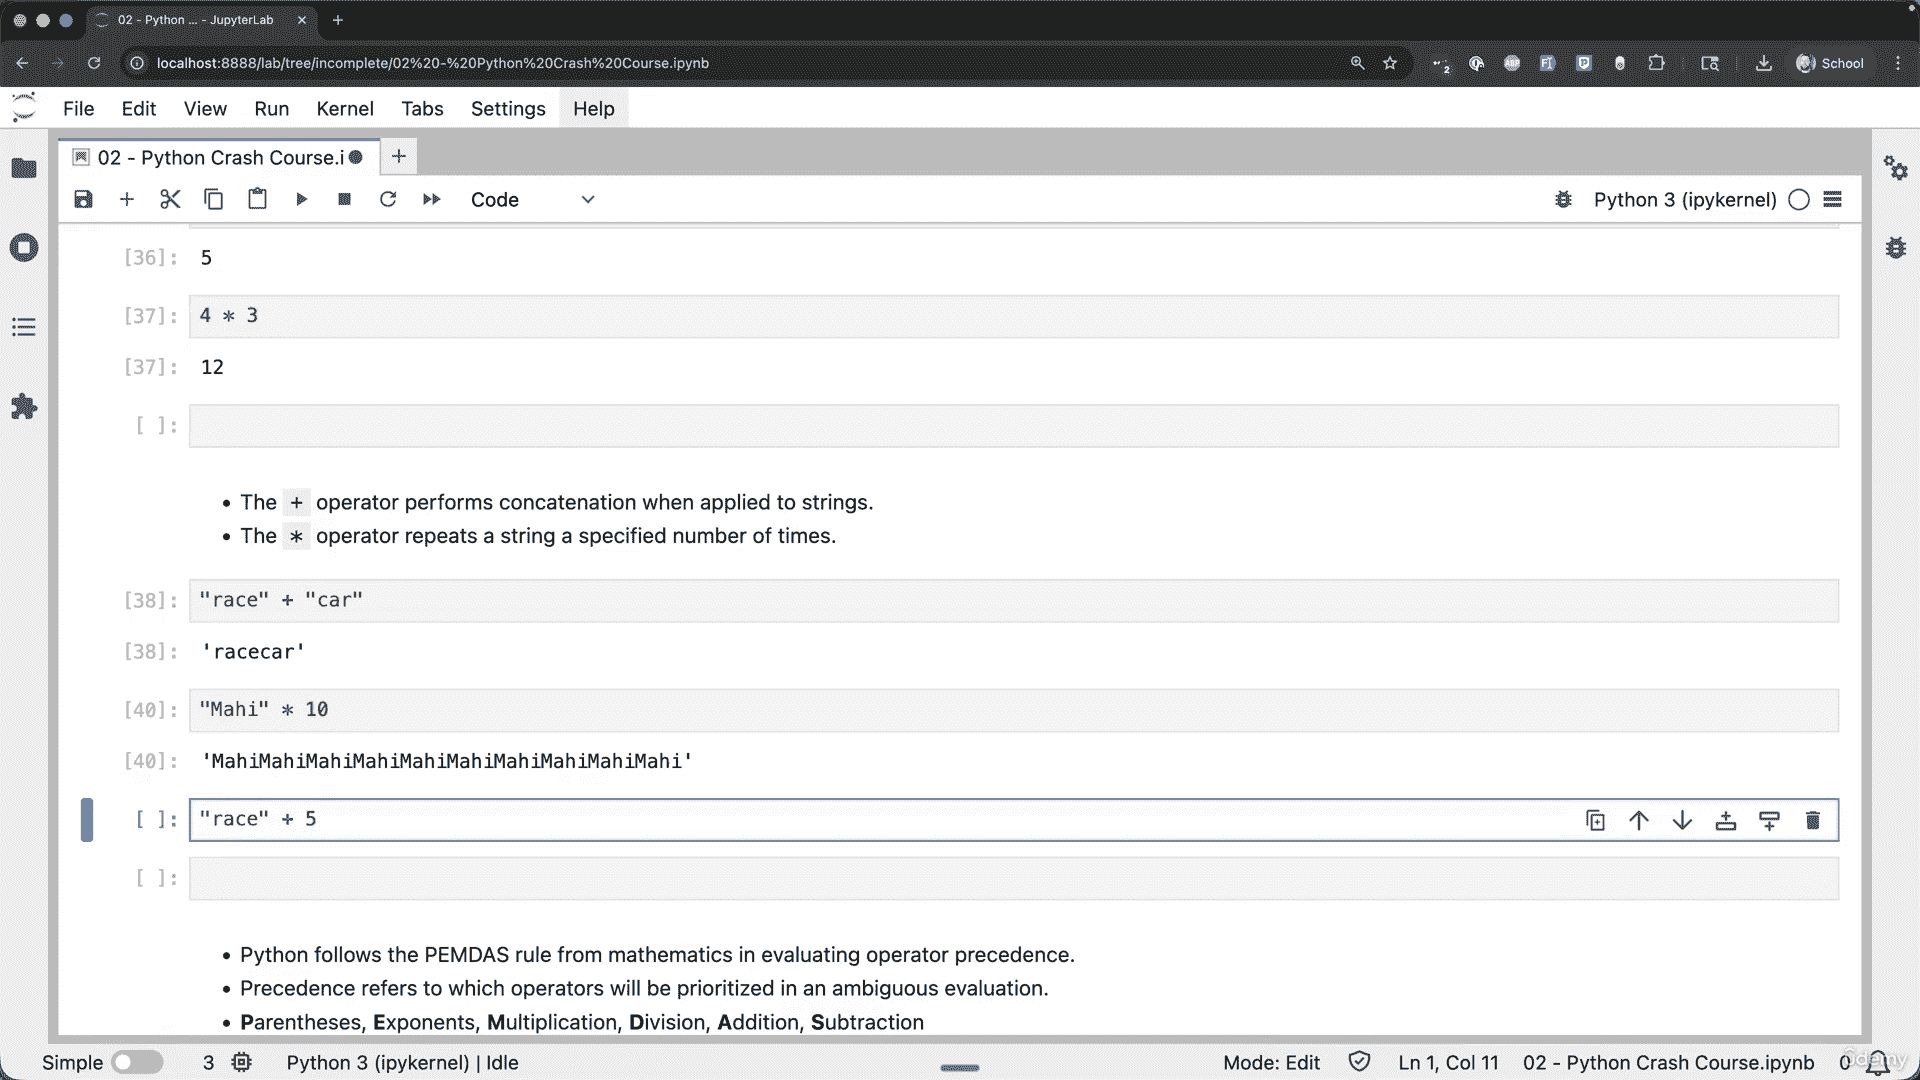 02 - Python ... - JupyterLab
localhost:8888/lab/tree/incomplete/02%20-%20Python%20Crash%20Course.ipynb
2
ABP
School
File Edit View Run Kernel Tabs Settings Help
02 - Python Crash Course.i
Code
Python 3 (ipykernel)
[36]: 5
[37]: 4 * 3
[37]: 12
[ ]:
• The + operator performs concatenation when applied to strings.
• The * operator repeats a string a specified number of times.
[38]: "race" + "car"
[38]: 'racecar'
[40]: "Mahi" * 10
[40]: 'MahiMahiMahiMahiMahiMahiMahiMahiMahiMahi'
[ ]: "race" + 5
[ ]:
• Python follows the PEMDAS rule from mathematics in evaluating operator precedence.
• Precedence refers to which operators will be prioritized in an ambiguous evaluation.
• Parentheses, Exponents, Multiplication, Division, Addition, Subtraction
Simple 3 Python 3 (ipykernel) | Idle Mode: Edit Ln 1, Col 11 02 - Python Crash Course.ipynb 0
Udemy